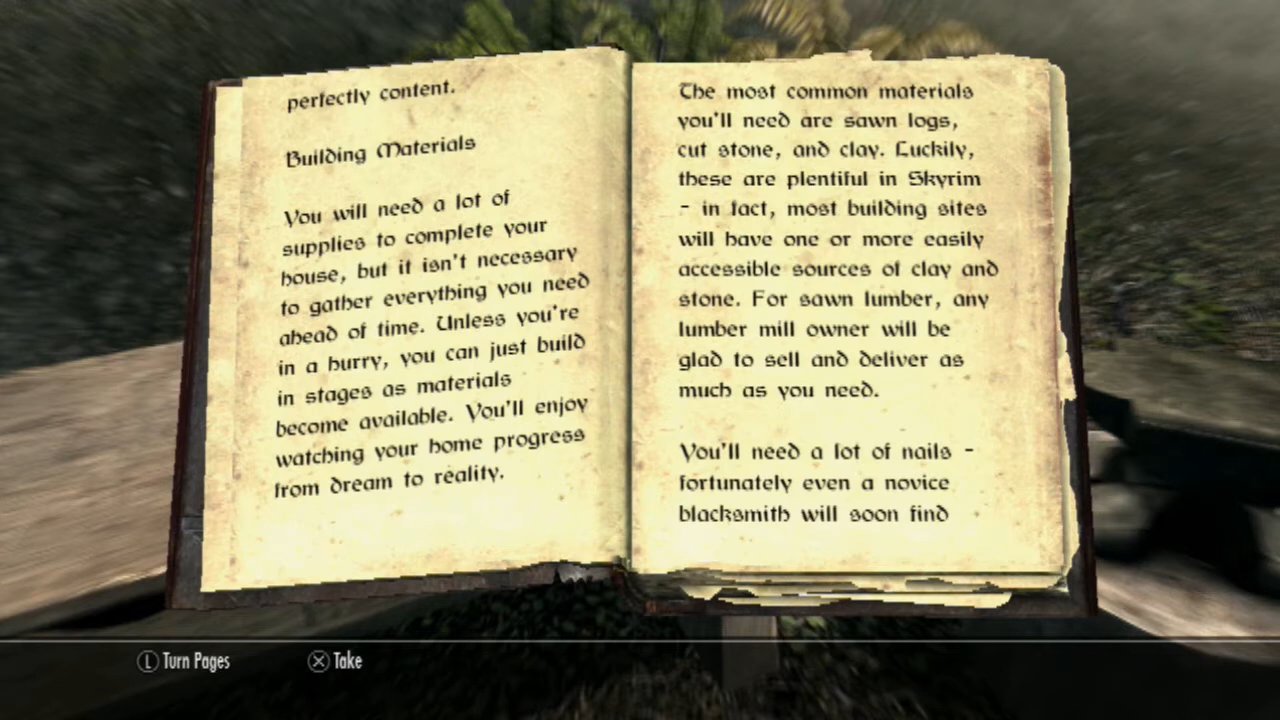 perfectly content.
Building Materials
You will need a lot of
supplies to complete your
house, but it isn't necessary
to gather everything you need
ahead of time. Unless you're
in a hurry, you can just build
in stages as materials
become available. You'll enjoy
watching your home progress
from dream to reality.
The most common materials
you'll need are sawn logs,
cut stone, and clay. Luckily,
these are plentiful in Skyrim
- in fact, most building sites
will have one or more easily
accessible sources of clay and
stone. For sawn lumber, any
lumber mill owner will be
glad to sell and deliver as
much as you need.
You'll need a lot of nails -
fortunately even a novice
blacksmith will soon find
L Turn Pages
X Take